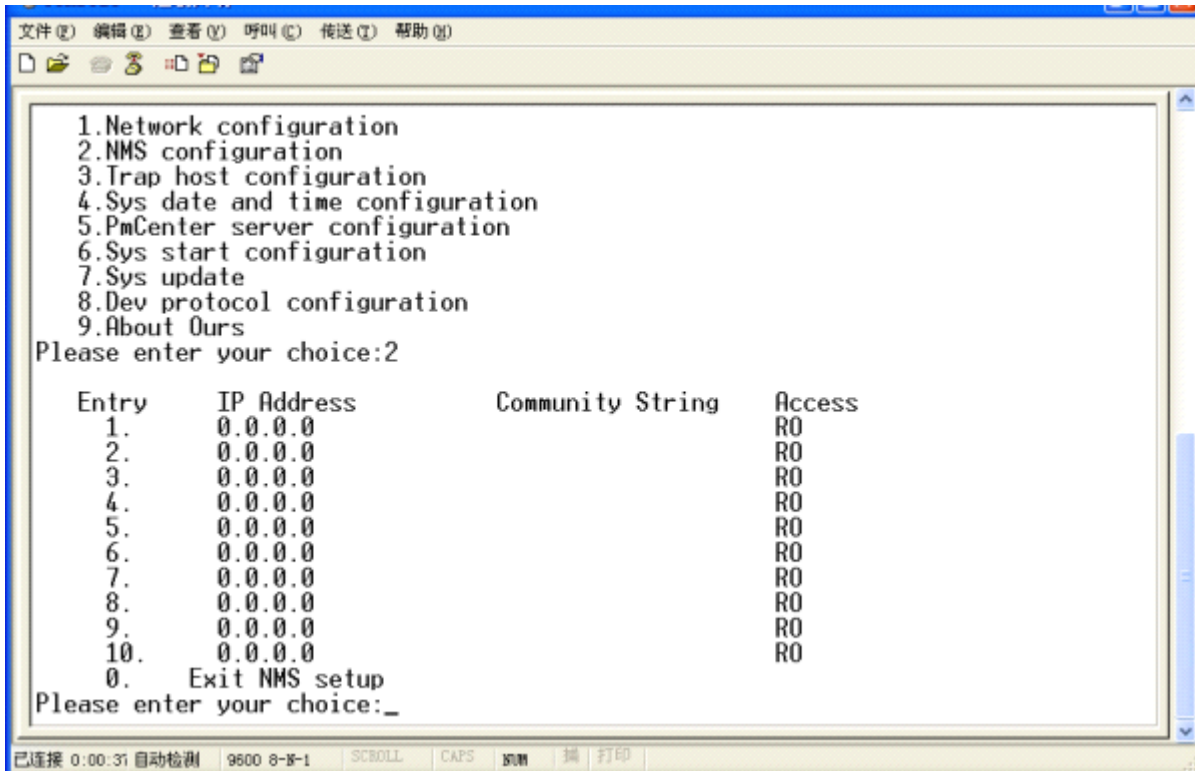 文件(F) 编辑(E) 查看(V) 呼叫(C) 传送(T) 帮助(H)
1.Network configuration
2.NMS configuration
3.Trap host configuration
4.Sys date and time configuration
5.PmCenter server configuration
6.Sys start configuration
7.Sys update
8.Dev protocol configuration
9.About Ours
Please enter your choice:2
Entry IP Address Community String Access
1. 0.0.0.0 RO
2. 0.0.0.0 RO
3. 0.0.0.0 RO
4. 0.0.0.0 RO
5. 0.0.0.0 RO
6. 0.0.0.0 RO
7. 0.0.0.0 RO
8. 0.0.0.0 RO
9. 0.0.0.0 RO
10. 0.0.0.0 RO
0. Exit NMS setup
Please enter your choice:_
已连接 0:00:37 自动检测 9600 8-N-1 SCROLL CAPS NUM 捕 打印